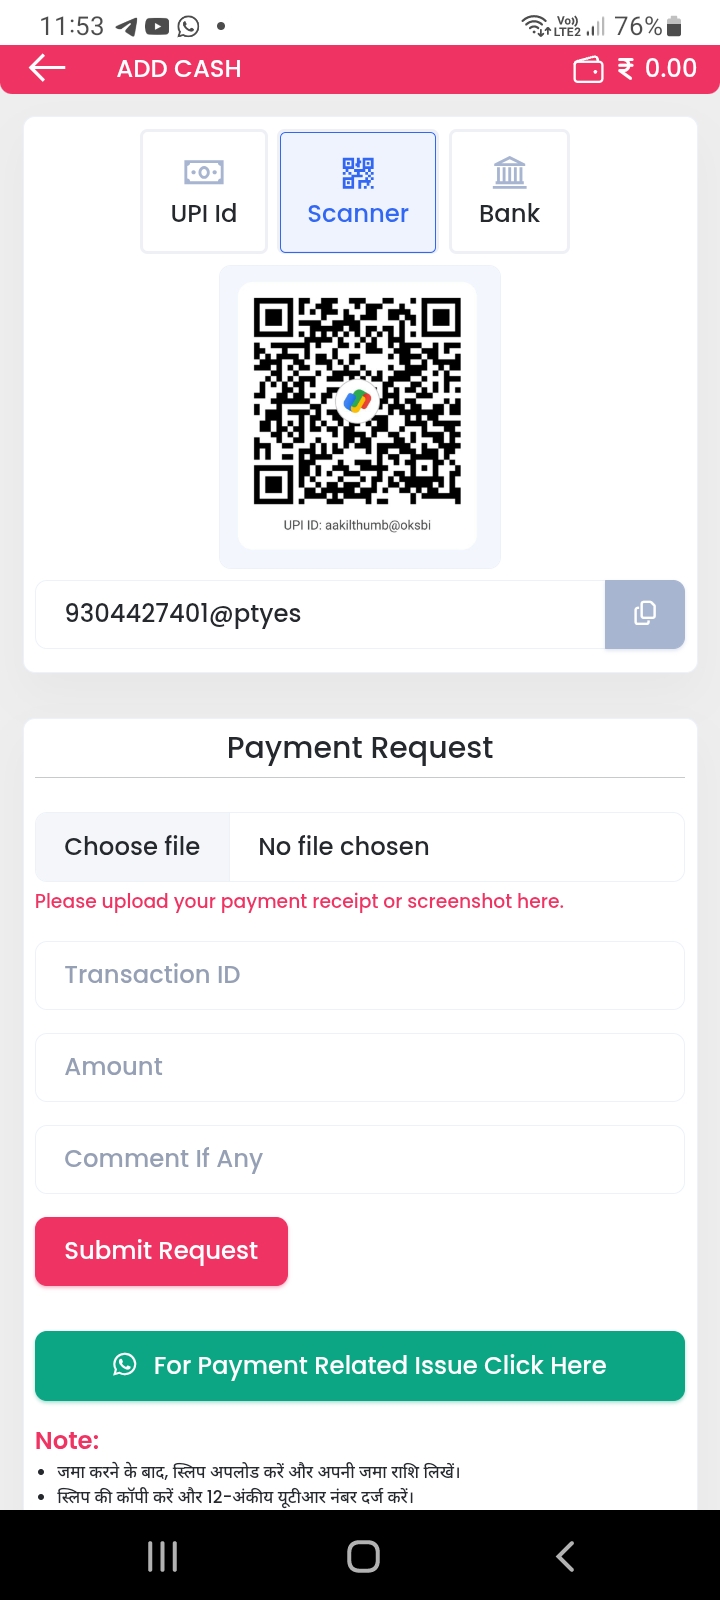 11:53
Vo))
LTE2
76%
ADD CASH
₹ 0.00
UPI Id
Scanner
Bank
UPI ID: aakilthumb@oksbi
9304427401@ptyes
Payment Request
Choose file
No file chosen
Please upload your payment receipt or screenshot here.
Transaction ID
Amount
Comment If Any
Submit Request
For Payment Related Issue Click Here
Note:
• जमा करने के बाद, स्लिप अपलोड करें और अपनी जमा राशि लिखें।
• स्लिप की कॉपी करें और 12-अंकीय यूटीआर नंबर दर्ज करें।